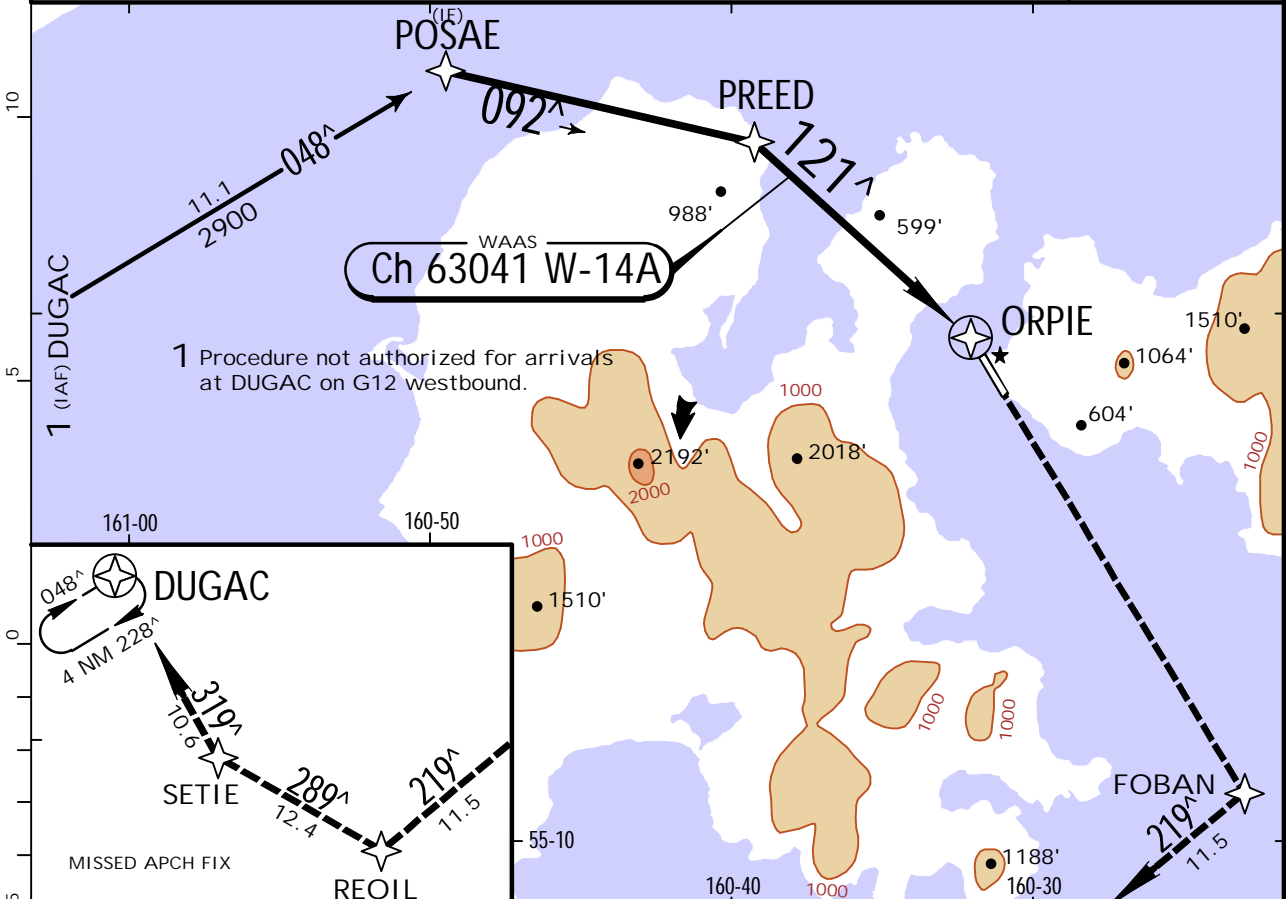 (IF)
POSAE
PREED
10
092^
121^
048^
11.1
2900
988'
599'
WAAS
Ch 63041 W-14A
1 (IAF) DUGAC
ORPIE
1510'
1 Procedure not authorized for arrivals
at DUGAC on G12 westbound.
1064'
5
1000
604'
2192'
2018'
1000
2000
161-00
160-50
1000
048^
DUGAC
1510'
4 NM 228^
0
319^
10.6
1000
1000
SETIE
289^
12.4
219^
11.5
FOBAN
219^
11.5
55-10
MISSED APCH FIX
REOIL
1188'
160-40
160-30
1000
5